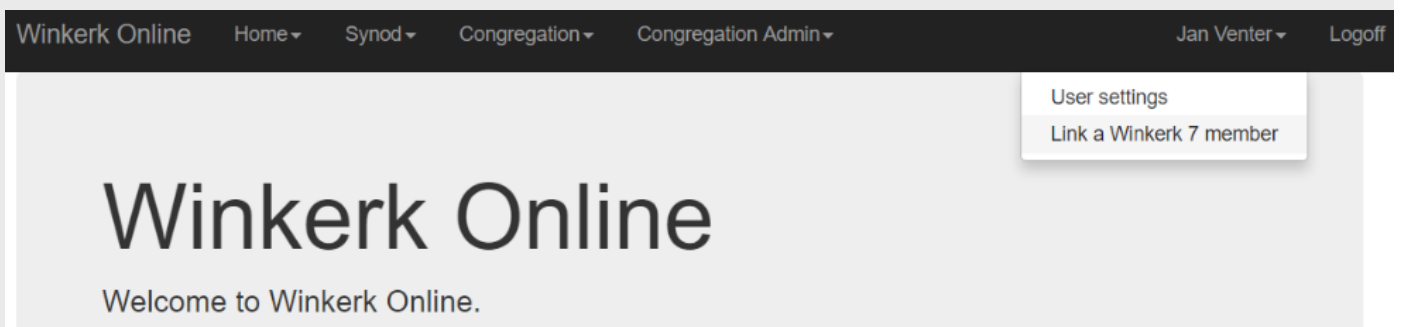 Winkerk Online Home Synod Congregation Congregation Admin Jan Venter Logoff
User settings
Link a Winkerk 7 member
Winkerk Online
Welcome to Winkerk Online.